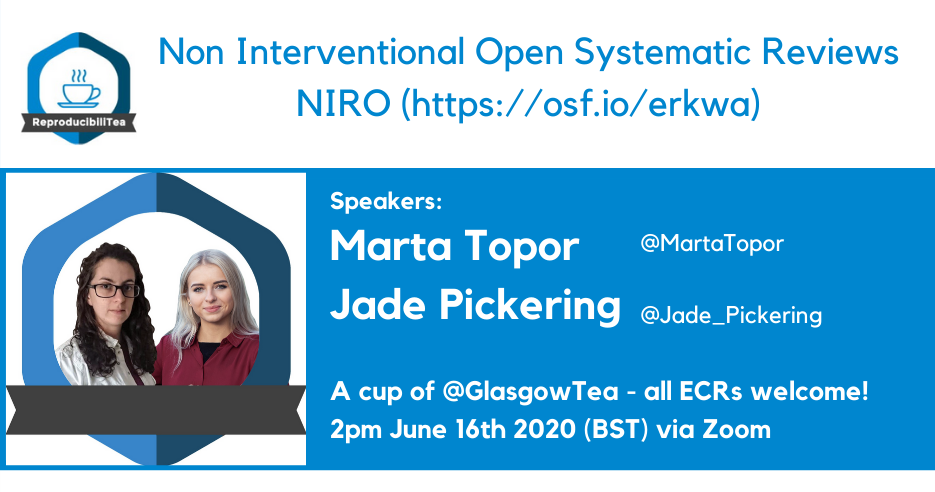 Non Interventional Open Systematic Reviews
NIRO (https://osf.io/erkwa)
ReproducibiliTea
Speakers:
Marta Topor @MartaTopor
Jade Pickering @Jade_Pickering
A cup of @GlasgowTea - all ECRs welcome!
2pm June 16th 2020 (BST) via Zoom